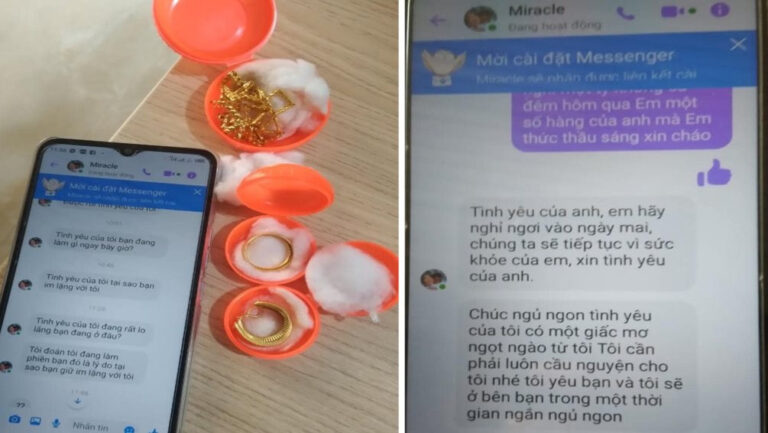 11:56
Miracle
Đang hoạt động
Mời cài đặt Messenger
Tình yêu của tôi bạn đang
làm gì ngay bây giờ?
Tình yêu của tôi tại sao bạn
im lặng với tôi
Tình yêu của tôi đang rất lo
lắng bạn đang ở đâu?
Tôi đoán tôi đang làm
phiền bạn đó là lý do tại
sao bạn giữ im lặng với tôi
??
Nhắn tin
Miracle
Đang hoạt động
Mời cài đặt Messenger
Miracle sẽ nhận được liên kết cài
đêm hôm qua Em một
số hàng của anh mà Em
thức thâu sáng xin cháo
Tình yêu của anh, em hãy
nghỉ ngơi vào ngày mai,
chúng ta sẽ tiếp tục vì sức
khỏe của em, xin tình yêu
của anh.
Chúc ngủ ngon tình yêu
của tôi có một giấc mơ
ngọt ngào từ tôi Tôi cần
phải luôn cầu nguyện cho
tôi nhé tôi yêu bạn và tôi sẽ
ở bên bạn trong một thời
gian ngắn ngủ ngon